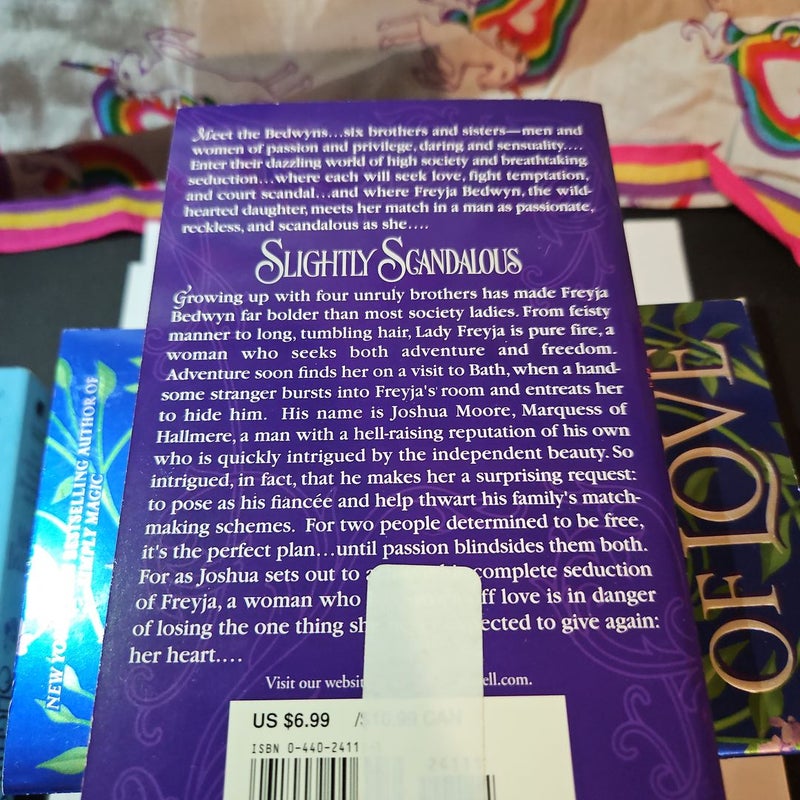 Meet the Bedwyns...six brothers and sisters—men and
women of passion and privilege, daring and sensuality....
Enter their dazzling world of high society and breathtaking
seduction...where each will seek love, fight temptation,
and court scandal...and where Freyja Bedwyn, the wild-
hearted daughter, meets her match in a man as passionate,
reckless, and scandalous as she....
SLIGHTLY SCANDALOUS
Growing up with four unruly brothers has made Freyja
Bedwyn far bolder than most society ladies. From feisty
manner to long, tumbling hair, Lady Freyja is pure fire, a
woman who seeks both adventure and freedom.
Adventure soon finds her on a visit to Bath, when a hand-
some stranger bursts into Freyja's room and entreats her
to hide him. His name is Joshua Moore, Marquess of
Hallmere, a man with a hell-raising reputation of his own
who is quickly intrigued by the independent beauty. So
intrigued, in fact, that he makes her a surprising request:
to pose as his fiancée and help thwart his family's match-
making schemes. For two people determined to be free,
it's the perfect plan...until passion blindsides them both.
For as Joshua sets out to complete seduction
of Freyja, a woman who love is in danger
of losing the one thing to give again:
her heart....
Visit our
US $6.99 /$10.99 CAN
ISBN 0-440-2411
2411
NEW YORK BESTSELLING AUTHOR OF
DEEPLY MAGIC
OF LOVE